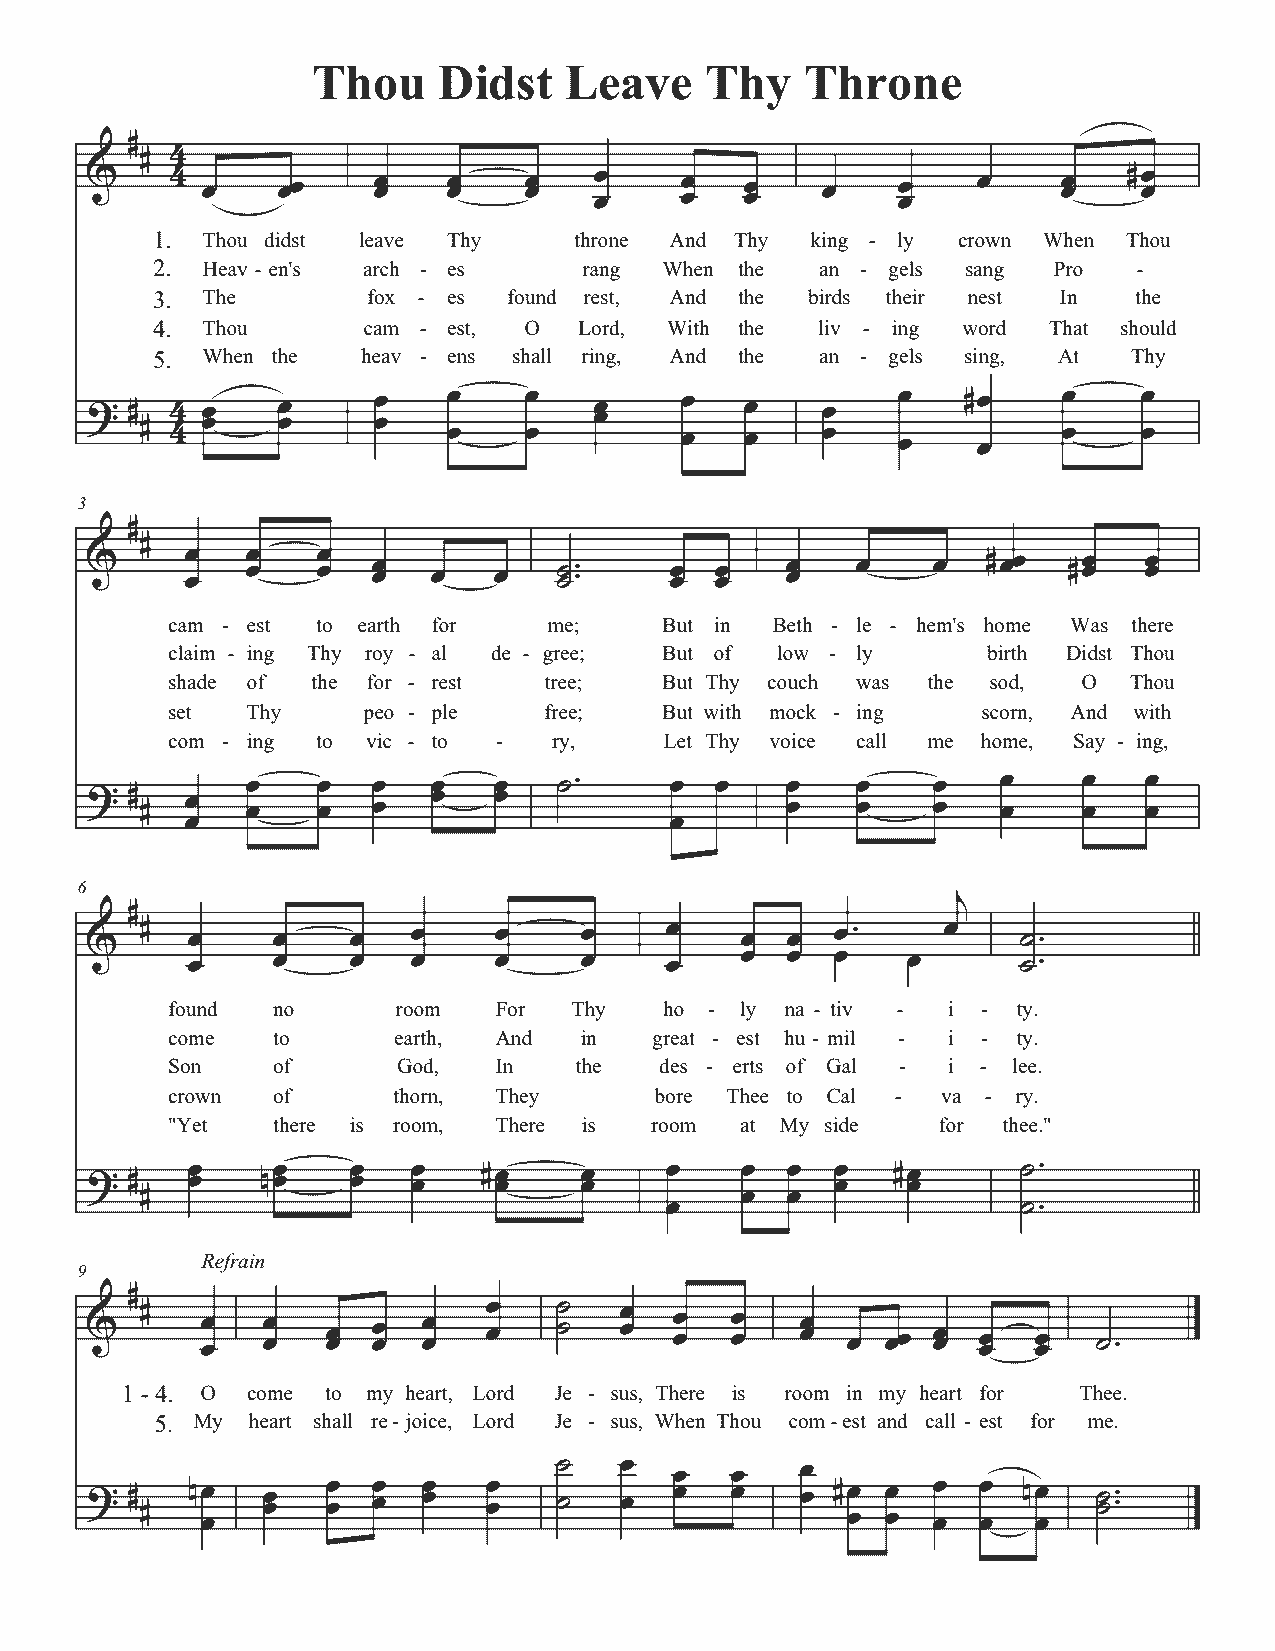 Thou Didst Leave Thy Throne
1. Thou didst leave Thy throne And Thy king - ly crown When Thou
2. Heav - en's arch - es rang When the an - gels sang Pro -
3. The fox - es found rest, And the birds their nest In the
4. Thou cam - est, O Lord, With the liv - ing word That should
5. When the heav - ens shall ring, And the an - gels sing, At Thy
3
cam - est to earth for me; But in Beth - le - hem's home Was there
claim - ing Thy roy - al de - gree; But of low - ly birth Didst Thou
shade of the for - rest tree; But Thy couch was the sod, O Thou
set Thy peo - ple free; But with mock - ing scorn, And with
com - ing to vic - to - ry, Let Thy voice call me home, Say - ing,
6
found no room For Thy ho - ly na - tiv - i - ty.
come to earth, And in great - est hu - mil - i - ty.
Son of God, In the des - erts of Gal - i - lee.
crown of thorn, They bore Thee to Cal - va - ry.
"Yet there is room, There is room at My side for thee."
Refrain
9
1 - 4. O come to my heart, Lord Je - sus, There is room in my heart for Thee.
5. My heart shall re - joice, Lord Je - sus, When Thou com - est and call - est for me.